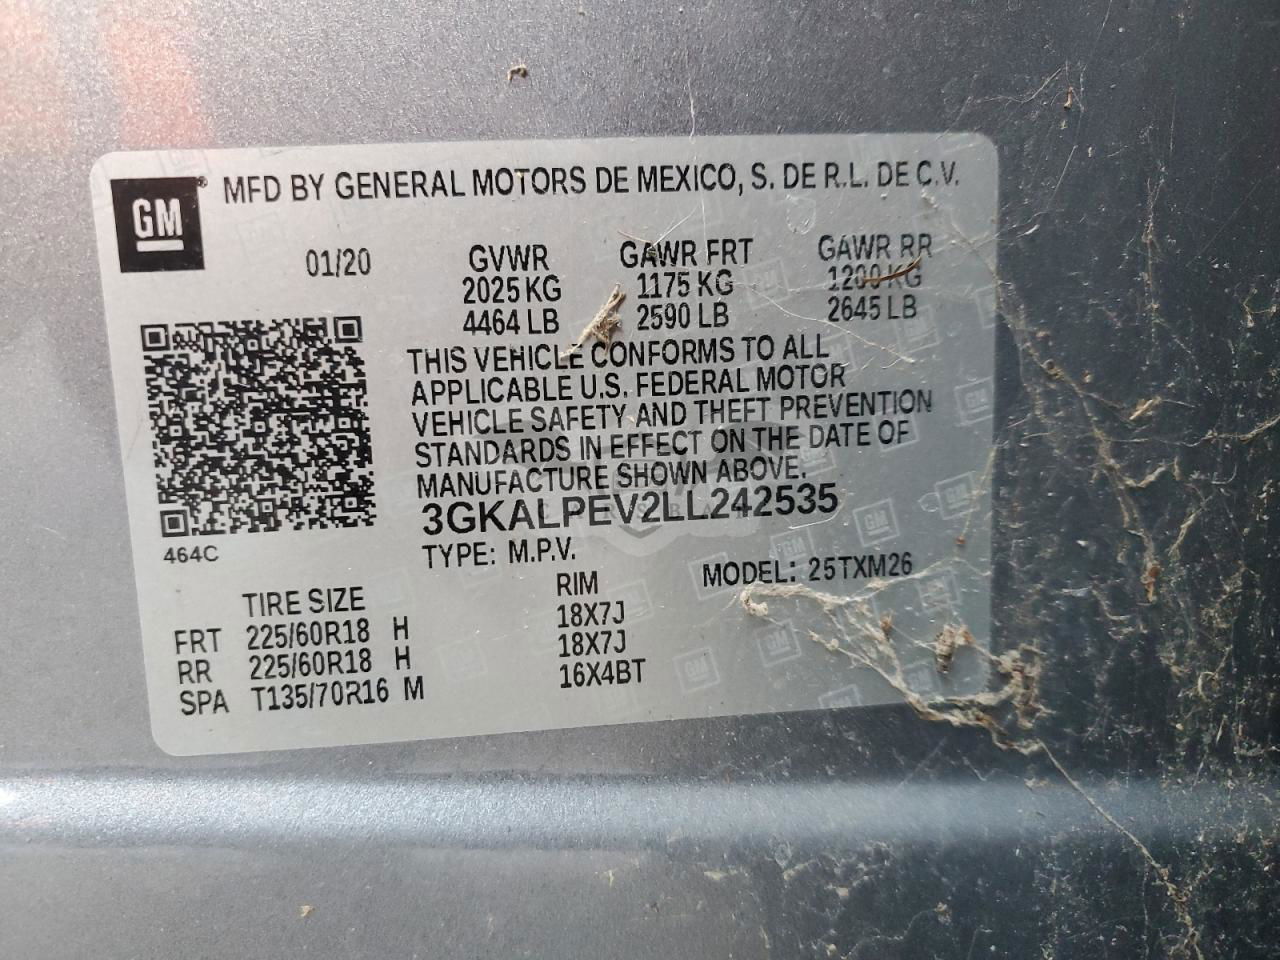 GM
MFD BY GENERAL MOTORS DE MEXICO, S. DE R.L. DE C.V.
01/20 GVWR GAWR FRT GAWR RR
2025 KG 1175 KG 1200 KG
4464 LB 2590 LB 2645 LB
THIS VEHICLE CONFORMS TO ALL
APPLICABLE U.S. FEDERAL MOTOR
VEHICLE SAFETY AND THEFT PREVENTION
STANDARDS IN EFFECT ON THE DATE OF
MANUFACTURE SHOWN ABOVE.
3GKALPEV2LL242535
464C
TYPE: M.P.V. MODEL: 25TXM26
TIRE SIZE RIM
FRT 225/60R18 H 18X7J
RR 225/60R18 H 18X7J
SPA T135/70R16 M 16X4BT